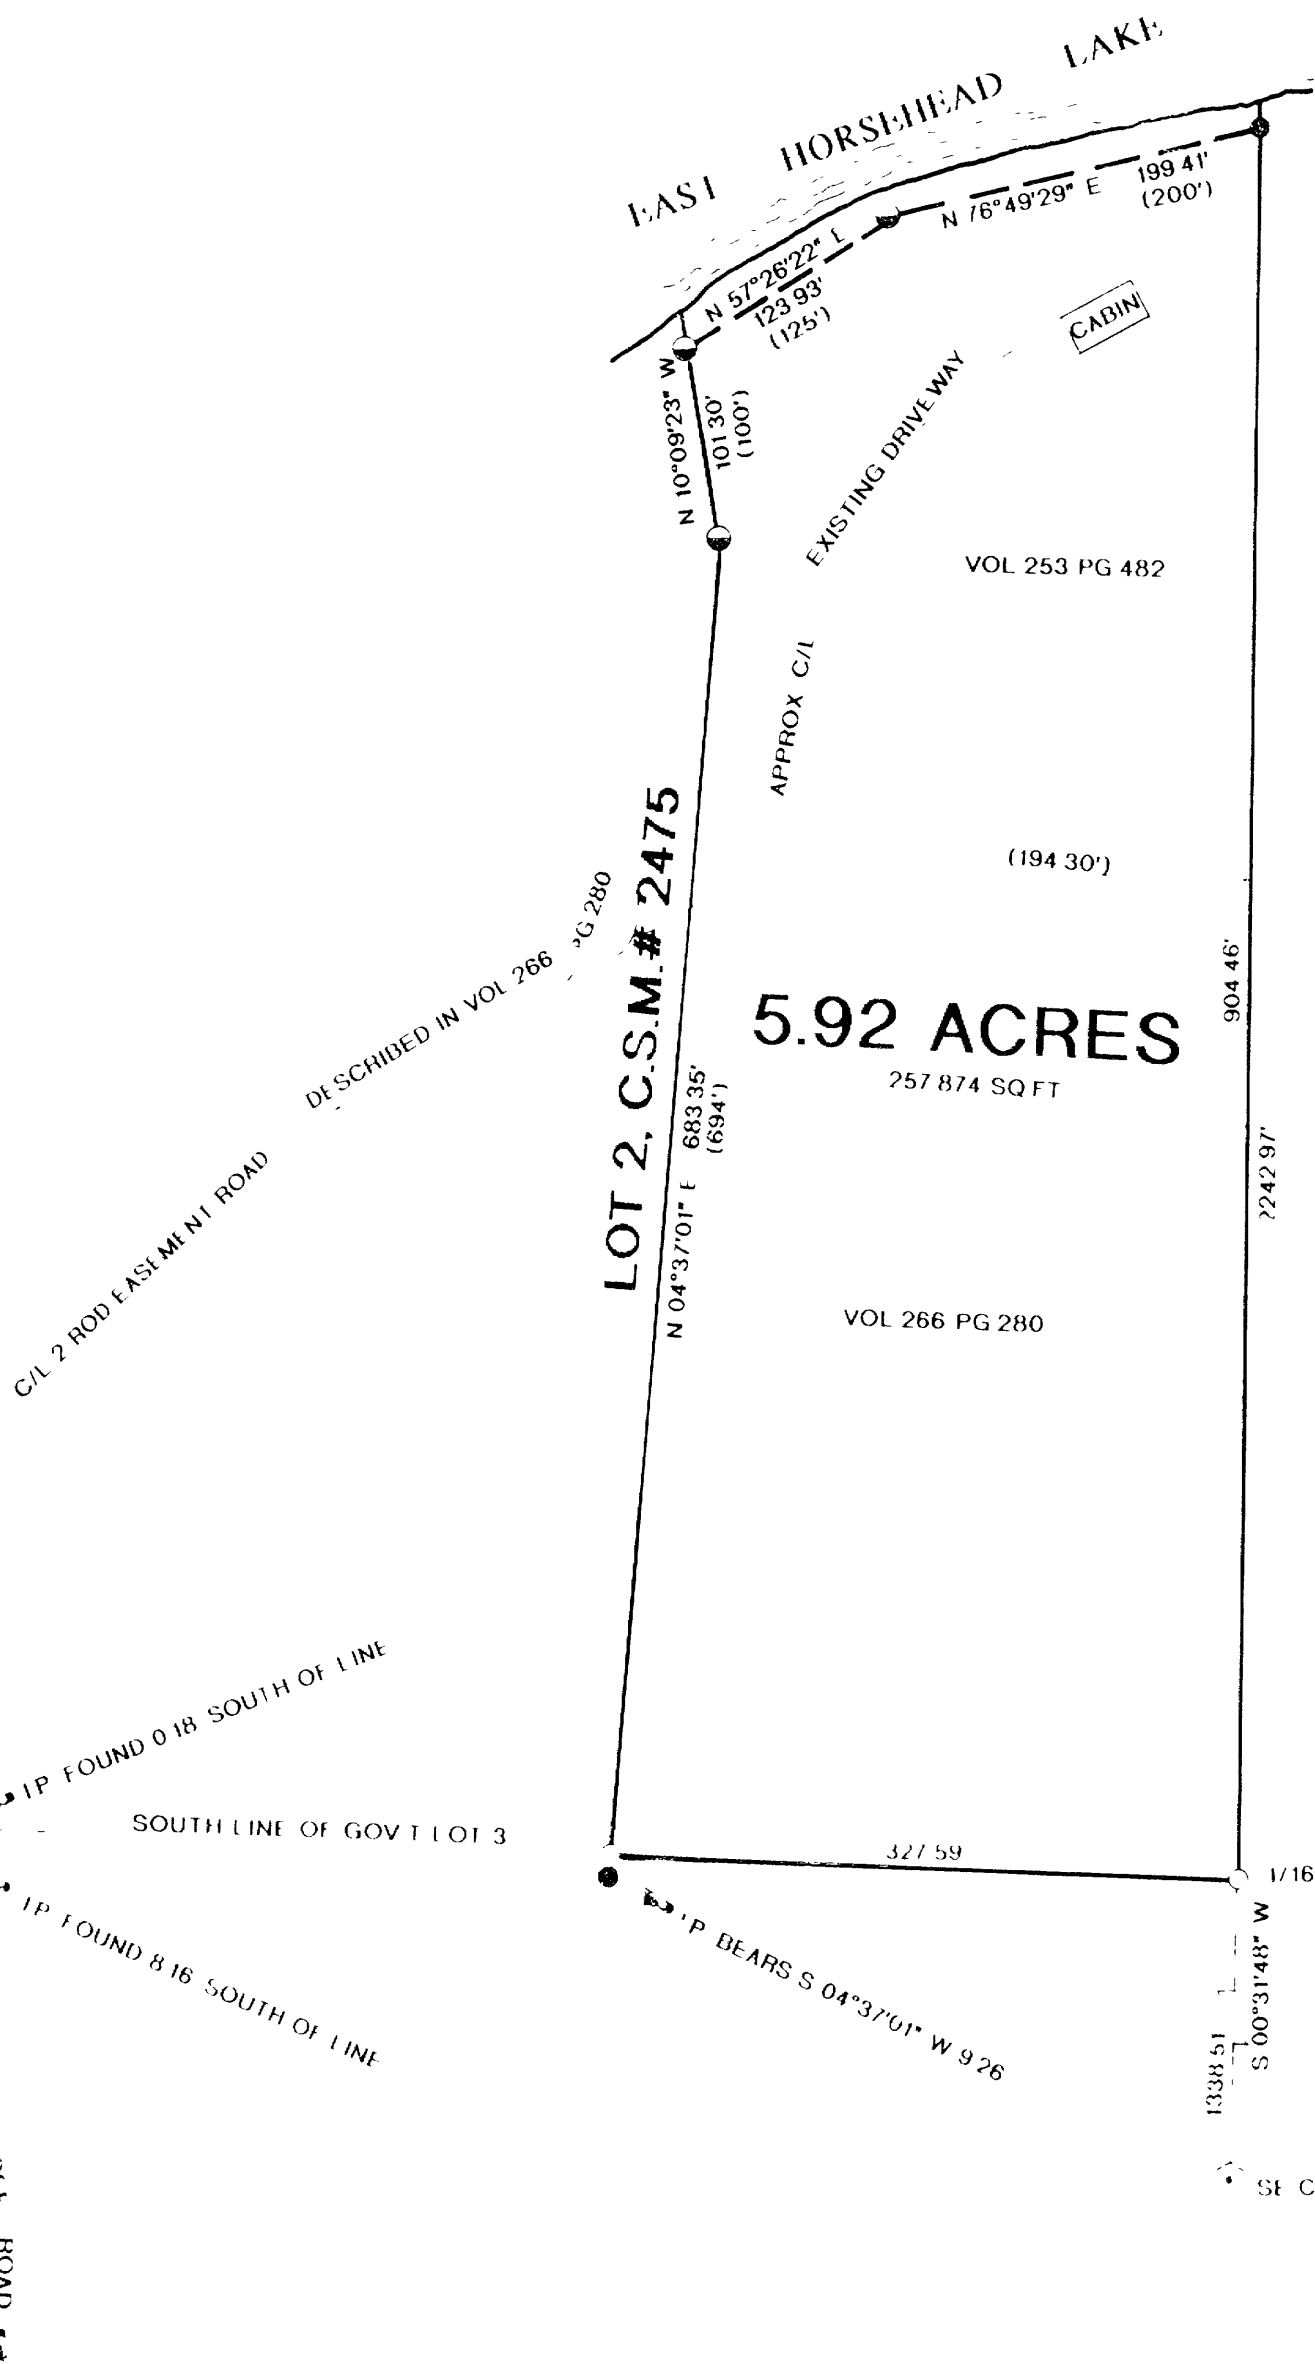 EAST HORSEHEAD LAKE
N 76°49'29" E
199 41'
(200')
N 57°26'22" E
123 93'
(125')
CABIN
N 10°09'23" W
101 30'
(100')
EXISTING DRIVEWAY
APPROX C/L
VOL 253 PG 482
(194 30')
LOT 2, C.S.M.# 2475
DESCRIBED IN VOL 266 PG 280
C/L 2 ROD EASEMENT ROAD
904 46'
5.92 ACRES
257 874 SQ FT
683 35'
(694')
N 04°37'01" E
2242 97'
VOL 266 PG 280
I P FOUND 0 18 SOUTH OF LINE
SOUTH LINE OF GOV T LOT 3
327 59
1/16
I P FOUND 8 16 SOUTH OF LINE
I P BEARS S 04°37'01" W 9 26
S 00°31'48" W
1338 51
SE C
ROAD